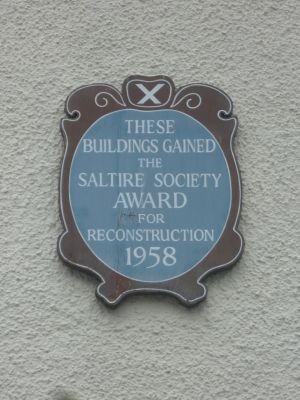 THESE
BUILDINGS GAINED
THE
SALTIRE SOCIETY
AWARD
FOR
RECONSTRUCTION
1958